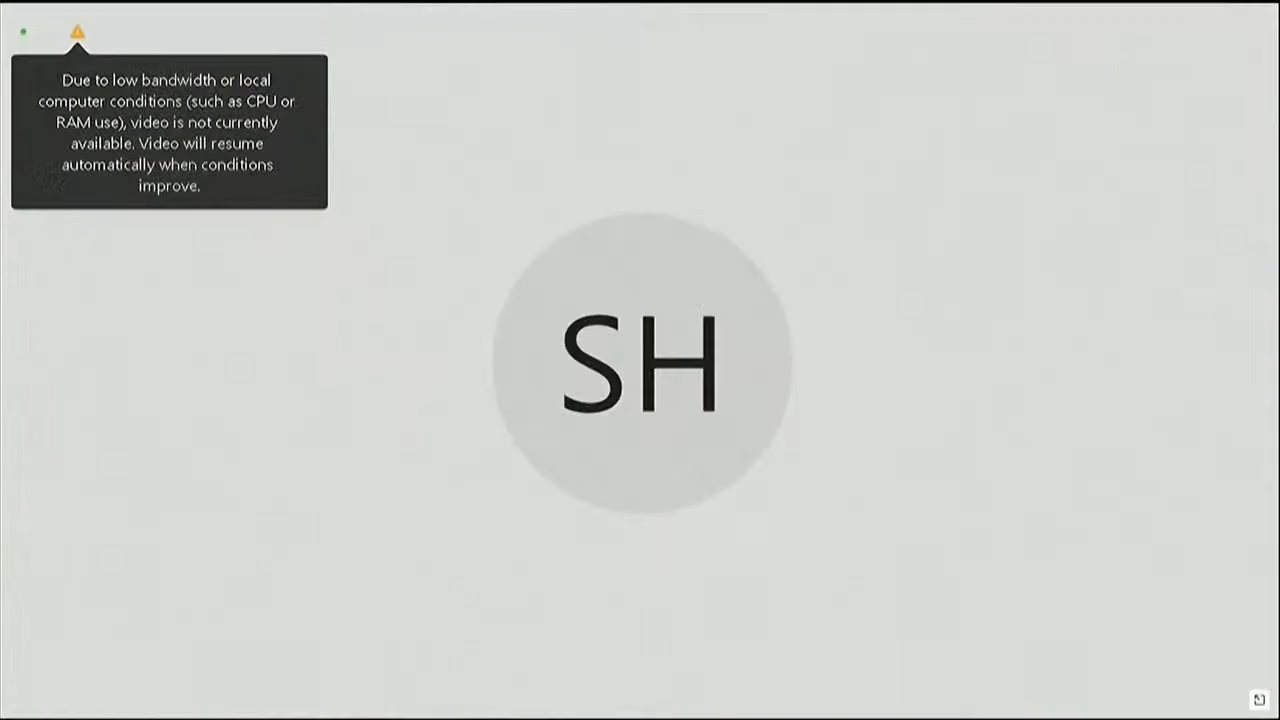 Due to low bandwidth or local
computer conditions (such as CPU or
RAM use), video is not currently
available. Video will resume
automatically when conditions
improve.
SH